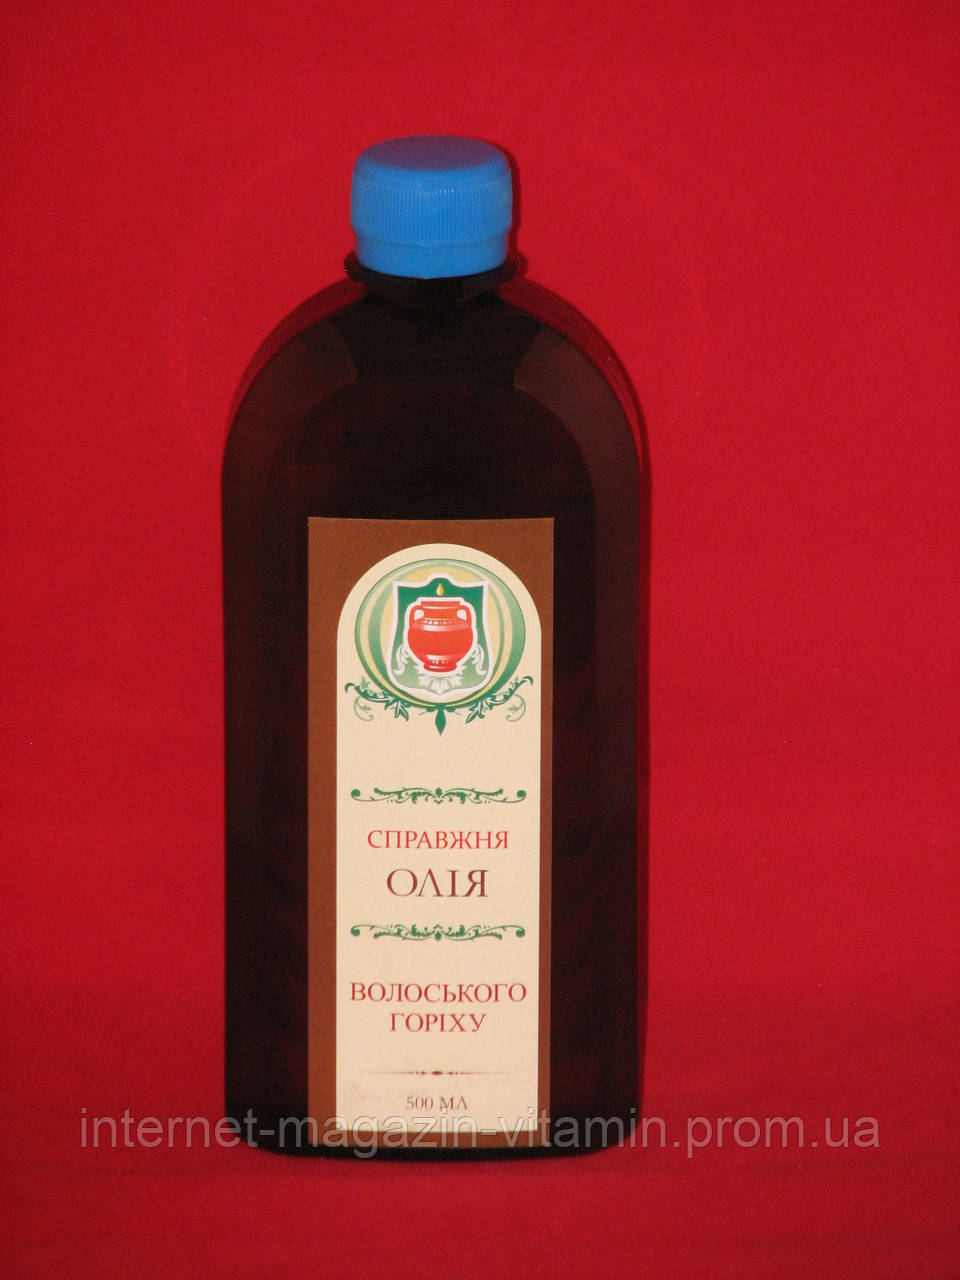 СПРАВЖНЯ
ОЛІЯ
ВОЛОСЬКОГО
ГОРІХУ
500 МЛ
internet-magazin-vitamin.prom.ua